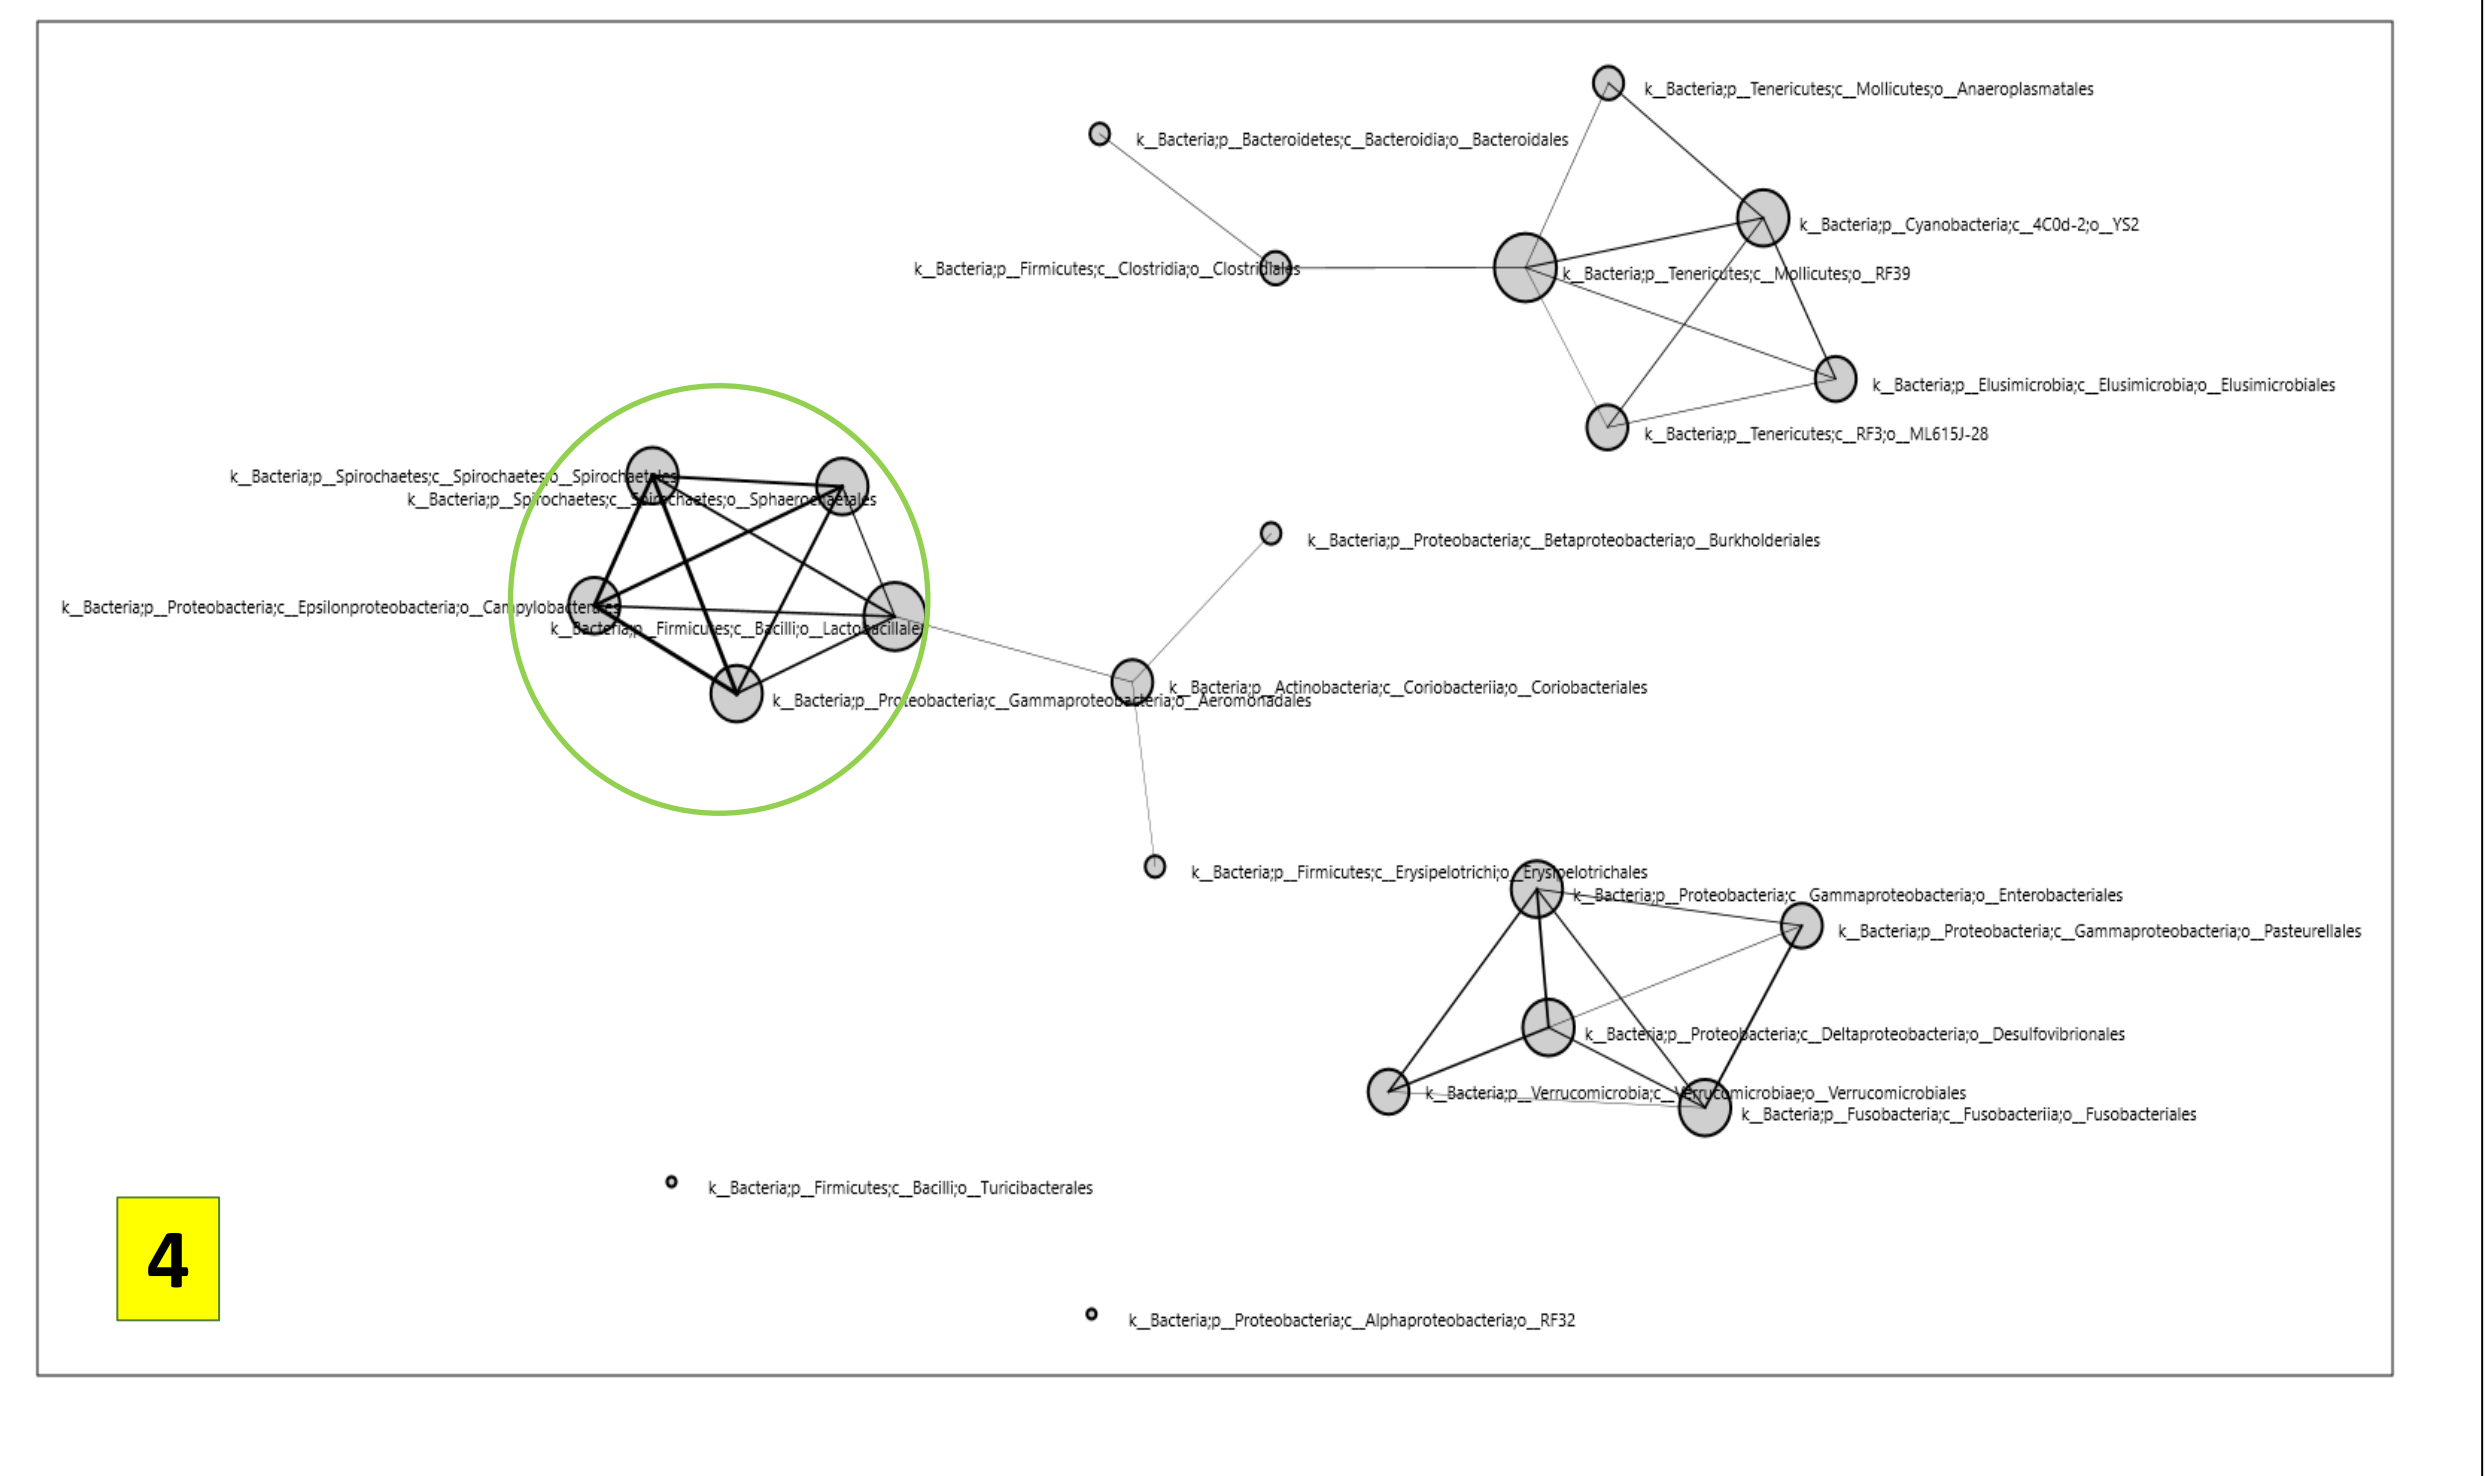 k__Bacteria;p__Tenericutes;c__Mollicutes;o__Anaeroplasmatales
k__Bacteria;p__Bacteroidetes;c__Bacteroidia;o__Bacteroidales
k__Bacteria;p__Cyanobacteria;c__4C0d-2;o__YS2
k__Bacteria;p__Firmicutes;c__Clostridia;o__Clostridiales
k__Bacteria;p__Tenericutes;c__Mollicutes;o__RF39
k__Bacteria;p__Elusimicrobia;c__Elusimicrobia;o__Elusimicrobiales
k__Bacteria;p__Tenericutes;c__RF3;o__ML615J-28
k__Bacteria;p__Spirochaetes;c__Spirochaetes;o__Spirochaetales
k__Bacteria;p__Spirochaetes;c__Spirochaetes;o__Sphaerochaetales
k__Bacteria;p__Proteobacteria;c__Betaproteobacteria;o__Burkholderiales
k__Bacteria;p__Proteobacteria;c__Epsilonproteobacteria;o__Campylobacterales
k__Bacteria;p__Firmicutes;c__Bacilli;o__Lactobacillales
k__Bacteria;p__Actinobacteria;c__Coriobacteriia;o__Coriobacteriales
k__Bacteria;p__Proteobacteria;c__Gammaproteobacteria;o__Aeromonadales
k__Bacteria;p__Firmicutes;c__Erysipelotrichi;o__Erysipelotrichales
k__Bacteria;p__Proteobacteria;c__Gammaproteobacteria;o__Enterobacteriales
k__Bacteria;p__Proteobacteria;c__Gammaproteobacteria;o__Pasteurellales
k__Bacteria;p__Proteobacteria;c__Deltaproteobacteria;o__Desulfovibrionales
k__Bacteria;p__Verrucomicrobia;c__Verrucomicrobiae;o__Verrucomicrobiales
k__Bacteria;p__Fusobacteria;c__Fusobacteriia;o__Fusobacteriales
k__Bacteria;p__Firmicutes;c__Bacilli;o__Turicibacterales
4
k__Bacteria;p__Proteobacteria;c__Alphaproteobacteria;o__RF32